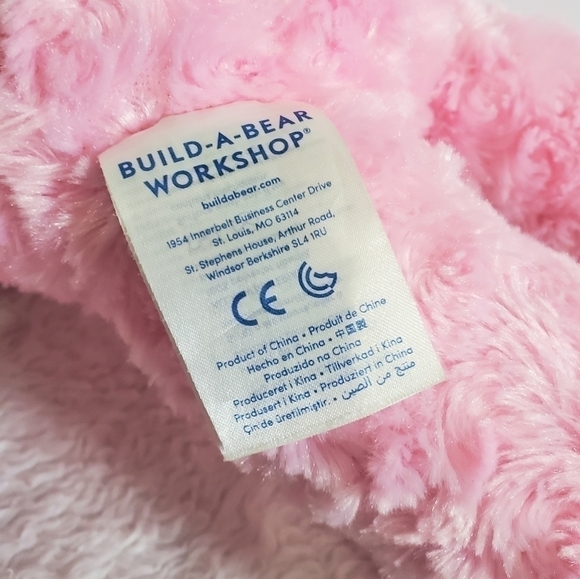 BUILD-A-BEAR
WORKSHOP®
buildabear.com
1954 Innerbelt Business Center Drive
St. Louis, MO 63114
St. Stephens House, Arthur Road,
Windsor Berkshire SL4 1RU
CE
Product of China • Produit de Chine
Hecho en China • 中国製
Produzido na China
Produceret i Kina • Tillverkad i Kina
Produsert i Kina • Produziert in China
Çin'de üretilmiştir. • منتج من الصين